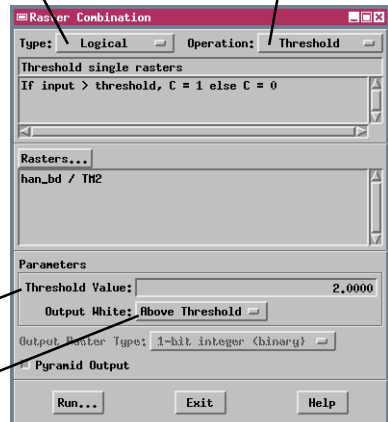 Raster Combination
Type: Logical Operation: Threshold
Threshold single rasters
If input > threshold, C = 1 else C = 0
Rasters...
han_bd / TM2
Parameters
Threshold Value: 2.0000
Output White: Above Threshold
Output Raster Type: 1-bit integer (binary)
Pyramid Output
Run... Exit Help